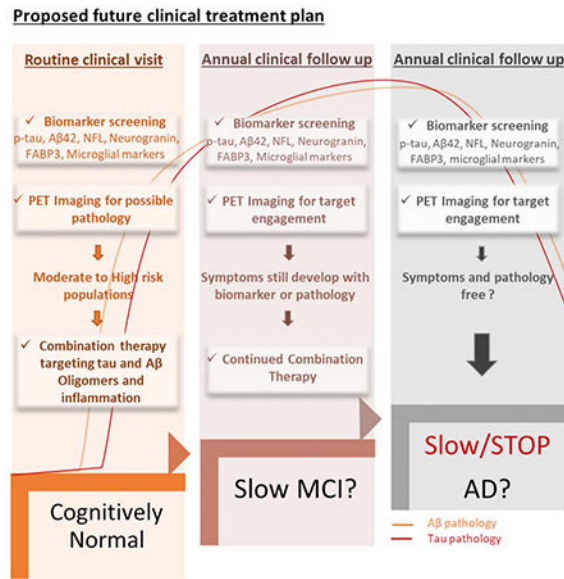 Proposed future clinical treatment plan
Routine clinical visit
✓ Biomarker screening
p-tau, Aβ42, NFL, Neurogranin,
FABP3, Microglial markers
✓ PET Imaging for possible
pathology
Moderate to High risk
populations
✓ Combination therapy
targeting tau and Aβ
Oligomers and
inflammation
Cognitively
Normal
Annual clinical follow up
✓ Biomarker screening
p-tau, Aβ42, NFL, Neurogranin,
FABP3, Microglial markers
✓ PET Imaging for target
engagement
Symptoms still develop with
biomarker or pathology
✓ Continued Combination
Therapy
Slow MCI?
Annual clinical follow up
✓ Biomarker screening
p-tau, Aβ42, NFL, Neurogranin,
FABP3, microglial markers
✓ PET Imaging for target
engagement
Symptoms and pathology
free ?
Slow/STOP
AD?
Aβ pathology
Tau pathology